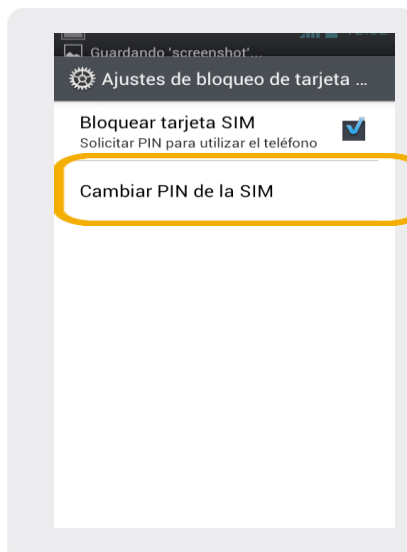 Guardando 'screenshot'...
Ajustes de bloqueo de tarjeta ...
Bloquear tarjeta SIM
Solicitar PIN para utilizar el teléfono
Cambiar PIN de la SIM